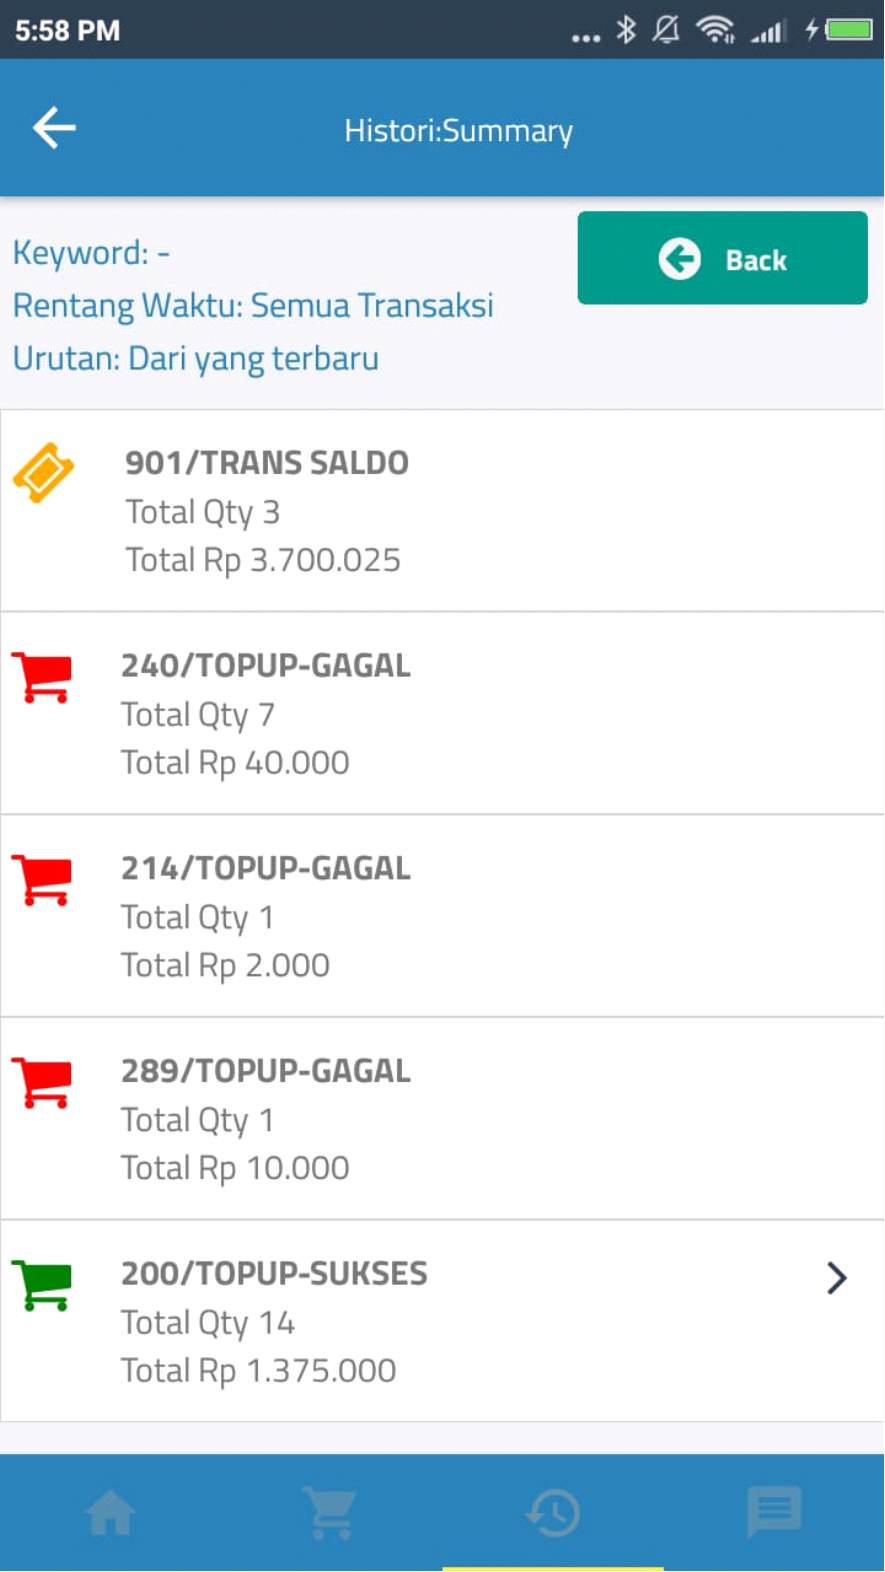 5:58 PM
Histori:Summary
Keyword: -
Back
Rentang Waktu: Semua Transaksi
Urutan: Dari yang terbaru
901/TRANS SALDO
Total Qty 3
Total Rp 3.700.025
240/TOPUP-GAGAL
Total Qty 7
Total Rp 40.000
214/TOPUP-GAGAL
Total Qty 1
Total Rp 2.000
289/TOPUP-GAGAL
Total Qty 1
Total Rp 10.000
200/TOPUP-SUKSES
Total Qty 14
Total Rp 1.375.000